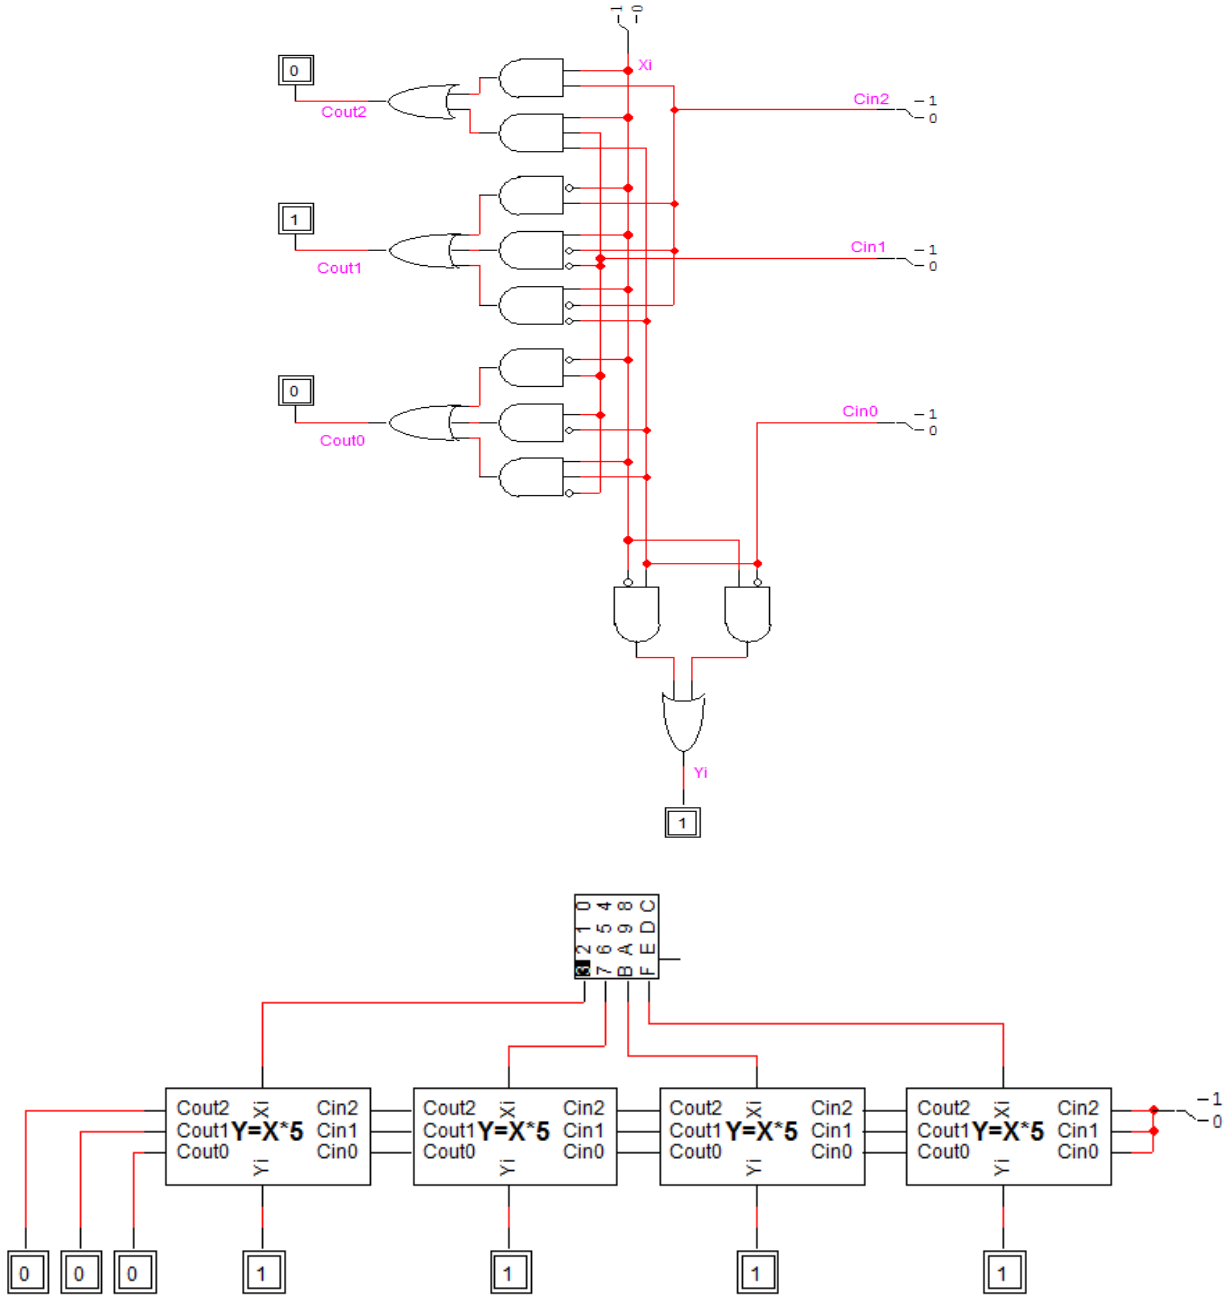 1 0
Xi
0
Cout2
Cin2
1
0
1
Cout1
Cin1
1
0
0
Cout0
Cin0
1
0
Yi
1
0 4 8 C
1 5 9 D
2 6 A E
3 7 B F
Cout2 Xi Cin2 Cout2 Xi Cin2 Cout2 Xi Cin2 Cout2 Xi Cin2 1
Cout1 Y=X*5 Cin1 Cout1 Y=X*5 Cin1 Cout1 Y=X*5 Cin1 Cout1 Y=X*5 Cin1 0
Cout0 Yi Cin0 Cout0 Yi Cin0 Cout0 Yi Cin0 Cout0 Yi Cin0
0 0 0 1 1 1 1